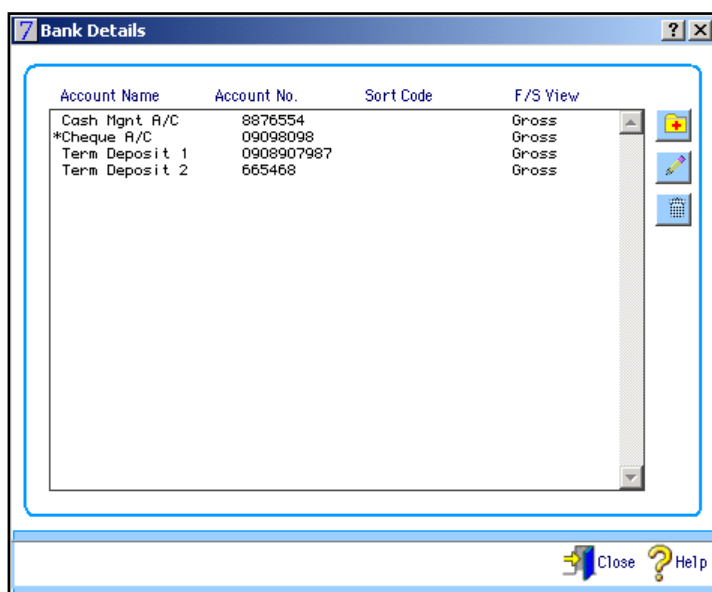 7 Bank Details
Account Name Account No. Sort Code F/S View
Cash Mgnt A/C 8876554 Gross
*Cheque A/C 09098098 Gross
Term Deposit 1 0908907987 Gross
Term Deposit 2 665468 Gross
Close Help